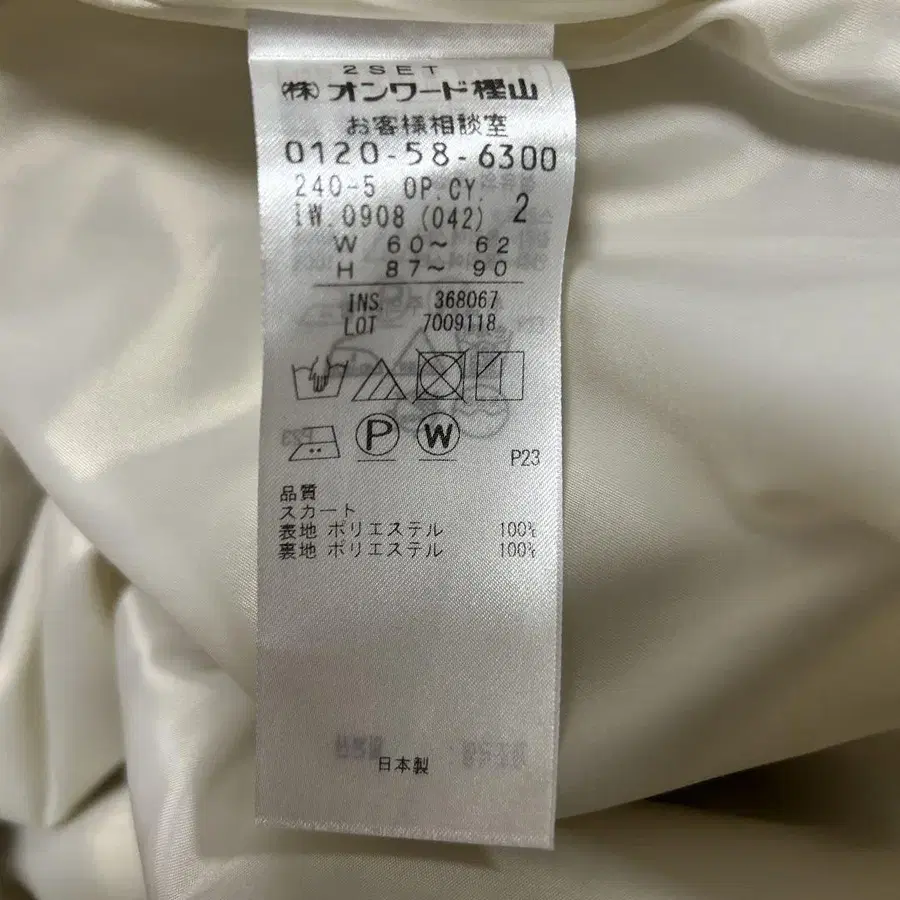 2SET
(株)オンワード樫山
お客様相談室
0120-58-6300
240-5 OP.CY. 2
IW.0908 (042)
W 60〜 62
H 87〜 90
INS. 368067
LOT 7009118
P W
P23
品質
スカート
表地 ポリエステル 100%
裏地 ポリエステル 100%
日本製